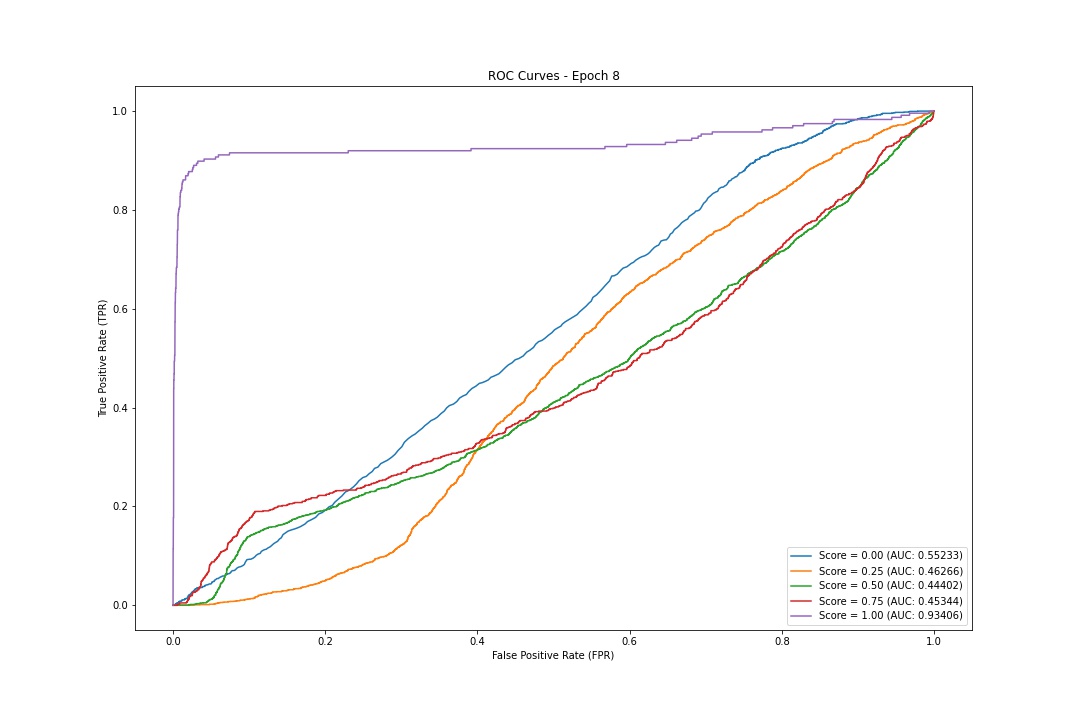 ROC Curves - Epoch 8
True Positive Rate (TPR)
1.0
0.8
0.6
0.4
0.2
0.0
0.0 0.2 0.4 0.6 0.8 1.0
False Positive Rate (FPR)
Score = 0.00 (AUC: 0.55233)
Score = 0.25 (AUC: 0.46266)
Score = 0.50 (AUC: 0.44402)
Score = 0.75 (AUC: 0.45344)
Score = 1.00 (AUC: 0.93406)